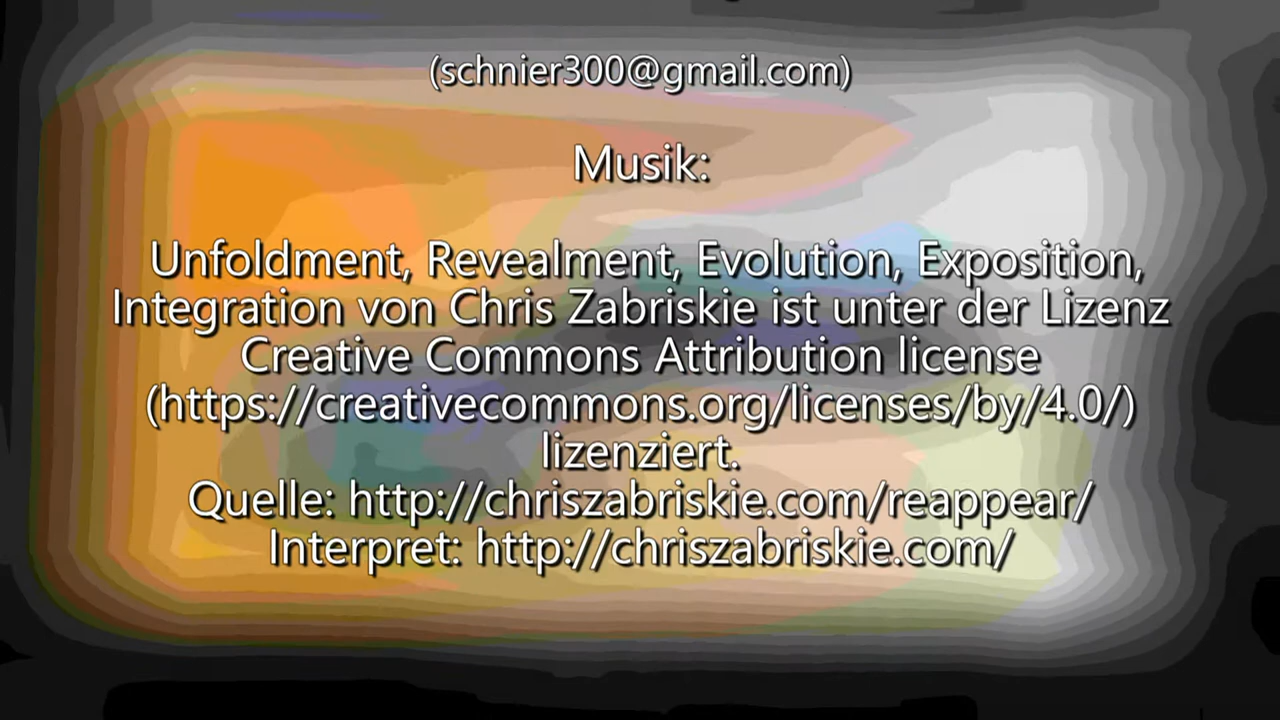 (schnier300@gmail.com)
Musik:
Unfoldment, Revealment, Evolution, Exposition,
Integration von Chris Zabriskie ist unter der Lizenz
Creative Commons Attribution license
(https://creativecommons.org/licenses/by/4.0/)
lizenziert.
Quelle: http://chriszabriskie.com/reappear/
Interpret: http://chriszabriskie.com/